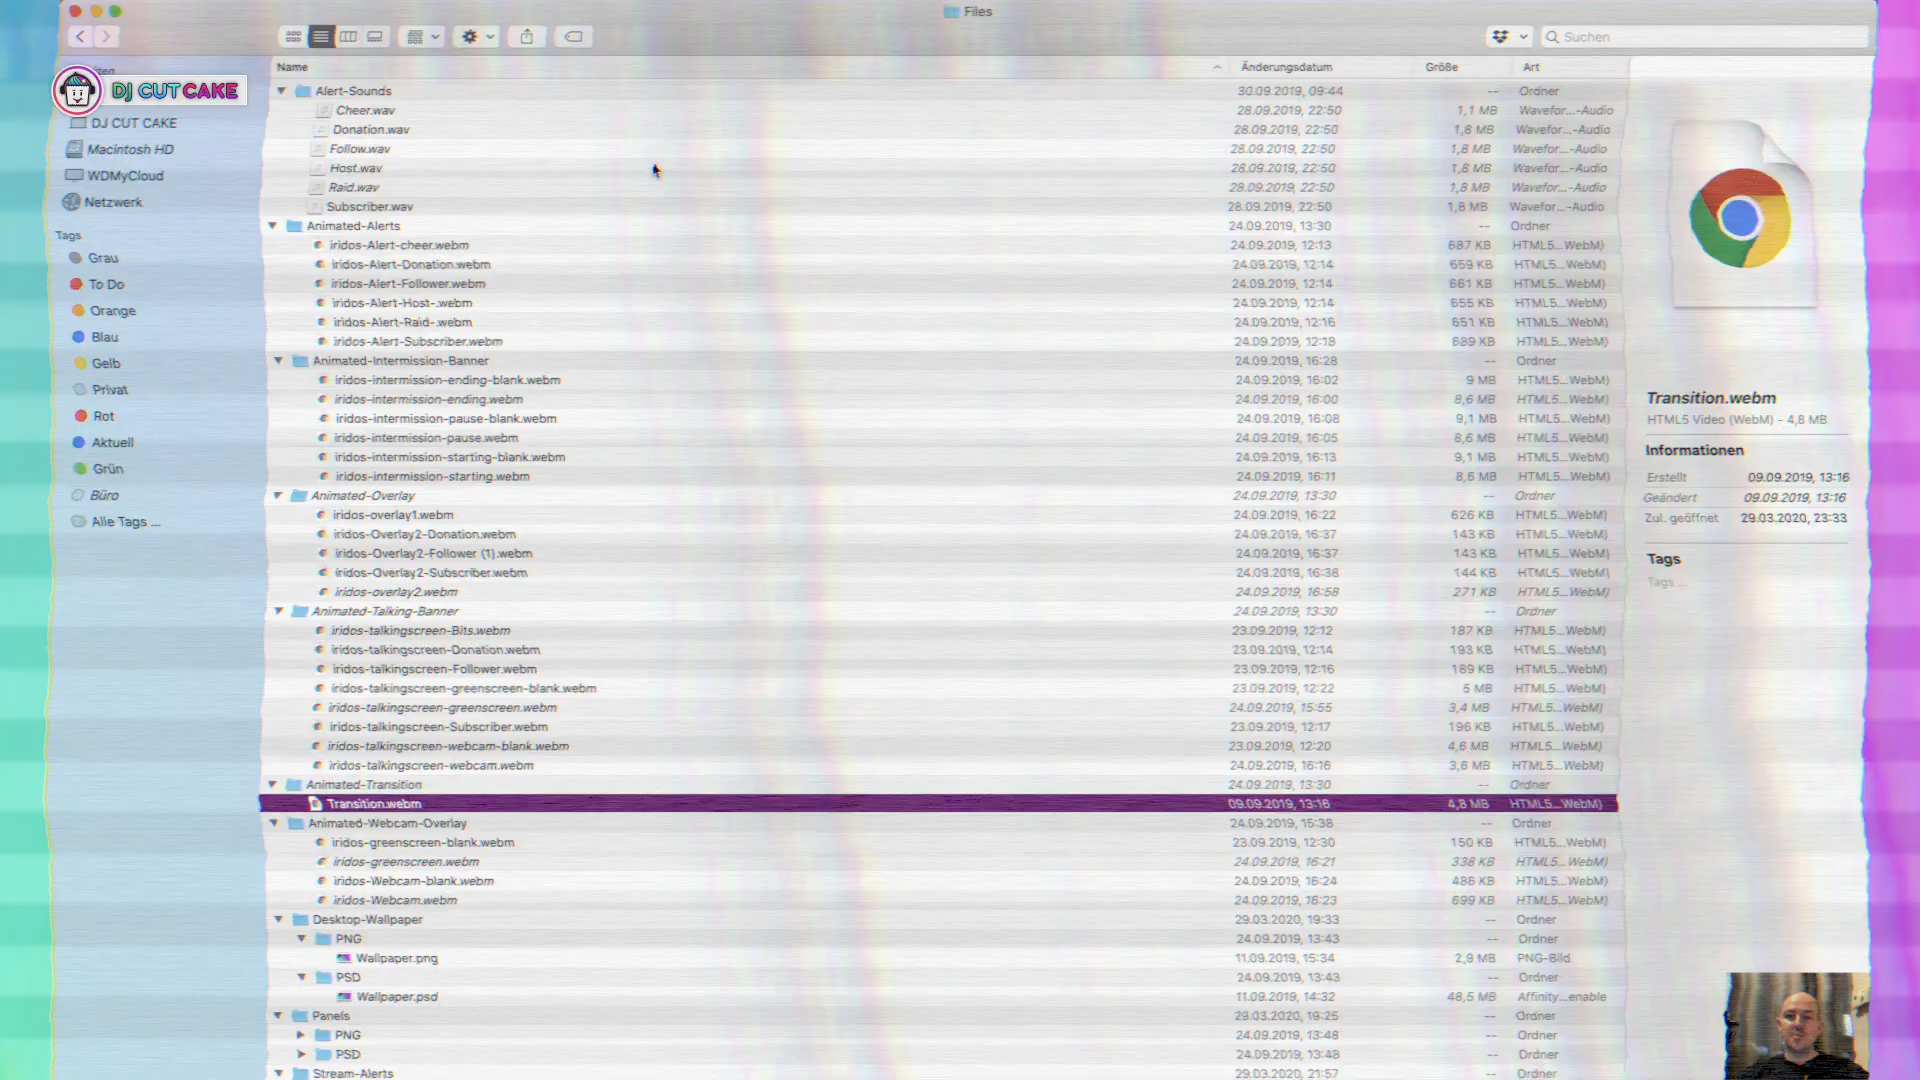 Files
Suchen
DJ CUT CAKE
Name Änderungsdatum Größe Art
DJ CUT CAKE
Macintosh HD
WDMyCloud
Netzwerk
Tags
Grau
To Do
Orange
Blau
Gelb
Privat
Rot
Aktuell
Grün
Büro
Alle Tags ...
Alert-Sounds 30.09.2019, 09:44 -- Ordner
Cheer.wav 28.09.2019, 22:50 1,1 MB Wavefor...-Audio
Donation.wav 28.09.2019, 22:50 1,8 MB Wavefor...-Audio
Follow.wav 28.09.2019, 22:50 1,8 MB Wavefor...-Audio
Host.wav 28.09.2019, 22:50 1,8 MB Wavefor...-Audio
Raid.wav 28.09.2019, 22:50 1,8 MB Wavefor...-Audio
Subscriber.wav 28.09.2019, 22:50 1,8 MB Wavefor...-Audio
Animated-Alerts 24.09.2019, 13:30 -- Ordner
iridos-Alert-cheer.webm 24.09.2019, 12:13 687 KB HTML5...WebM)
iridos-Alert-Donation.webm 24.09.2019, 12:14 659 KB HTML5...WebM)
iridos-Alert-Follower.webm 24.09.2019, 12:14 661 KB HTML5...WebM)
iridos-Alert-Host-.webm 24.09.2019, 12:14 655 KB HTML5...WebM)
iridos-Alert-Raid-.webm 24.09.2019, 12:16 651 KB HTML5...WebM)
iridos-Alert-Subscriber.webm 24.09.2019, 12:18 689 KB HTML5...WebM)
Animated-Intermission-Banner 24.09.2019, 16:28 -- Ordner
iridos-intermission-ending-blank.webm 24.09.2019, 16:02 9 MB HTML5...WebM)
iridos-intermission-ending.webm 24.09.2019, 16:00 8,6 MB HTML5...WebM)
iridos-intermission-pause-blank.webm 24.09.2019, 16:08 9,1 MB HTML5...WebM)
iridos-intermission-pause.webm 24.09.2019, 16:05 8,6 MB HTML5...WebM)
iridos-intermission-starting-blank.webm 24.09.2019, 16:13 9,1 MB HTML5...WebM)
iridos-intermission-starting.webm 24.09.2019, 16:11 8,6 MB HTML5...WebM)
Animated-Overlay 24.09.2019, 13:30 -- Ordner
iridos-overlay1.webm 24.09.2019, 16:22 626 KB HTML5...WebM)
iridos-Overlay2-Donation.webm 24.09.2019, 16:37 143 KB HTML5...WebM)
iridos-Overlay2-Follower (1).webm 24.09.2019, 16:37 143 KB HTML5...WebM)
iridos-Overlay2-Subscriber.webm 24.09.2019, 16:38 144 KB HTML5...WebM)
iridos-overlay2.webm 24.09.2019, 16:58 271 KB HTML5...WebM)
Animated-Talking-Banner 24.09.2019, 13:30 -- Ordner
iridos-talkingscreen-Bits.webm 23.09.2019, 12:12 187 KB HTML5...WebM)
iridos-talkingscreen-Donation.webm 23.09.2019, 12:14 193 KB HTML5...WebM)
iridos-talkingscreen-Follower.webm 23.09.2019, 12:16 189 KB HTML5...WebM)
iridos-talkingscreen-greenscreen-blank.webm 23.09.2019, 12:22 5 MB HTML5...WebM)
iridos-talkingscreen-greenscreen.webm 24.09.2019, 15:55 3,4 MB HTML5...WebM)
iridos-talkingscreen-Subscriber.webm 23.09.2019, 12:17 196 KB HTML5...WebM)
iridos-talkingscreen-webcam-blank.webm 23.09.2019, 12:20 4,6 MB HTML5...WebM)
iridos-talkingscreen-webcam.webm 24.09.2019, 16:16 3,6 MB HTML5...WebM)
Animated-Transition 24.09.2019, 13:30 -- Ordner
Transition.webm 09.09.2019, 13:16 4,8 MB HTML5...WebM)
Animated-Webcam-Overlay 24.09.2019, 15:38 -- Ordner
iridos-greenscreen-blank.webm 23.09.2019, 12:30 150 KB HTML5...WebM)
iridos-greenscreen.webm 24.09.2019, 16:21 338 KB HTML5...WebM)
iridos-Webcam-blank.webm 24.09.2019, 16:24 486 KB HTML5...WebM)
iridos-Webcam.webm 24.09.2019, 16:23 699 KB HTML5...WebM)
Desktop-Wallpaper 29.03.2020, 19:33 -- Ordner
PNG 24.09.2019, 13:43 -- Ordner
Wallpaper.png 11.09.2019, 15:34 2,9 MB PNG-Bild
PSD 24.09.2019, 13:43 -- Ordner
Wallpaper.psd 11.09.2019, 14:32 48,5 MB Affinity...enable
Panels 29.03.2020, 19:25 -- Ordner
PNG 24.09.2019, 13:48 -- Ordner
PSD 24.09.2019, 13:48 -- Ordner
Stream-Alerts 29.03.2020, 21:57 -- Ordner
Transition.webm
HTML5 Video (WebM) - 4,8 MB
Informationen
Erstellt 09.09.2019, 13:16
Geändert 09.09.2019, 13:16
Zul. geöffnet 29.03.2020, 23:33
Tags
Tags ...